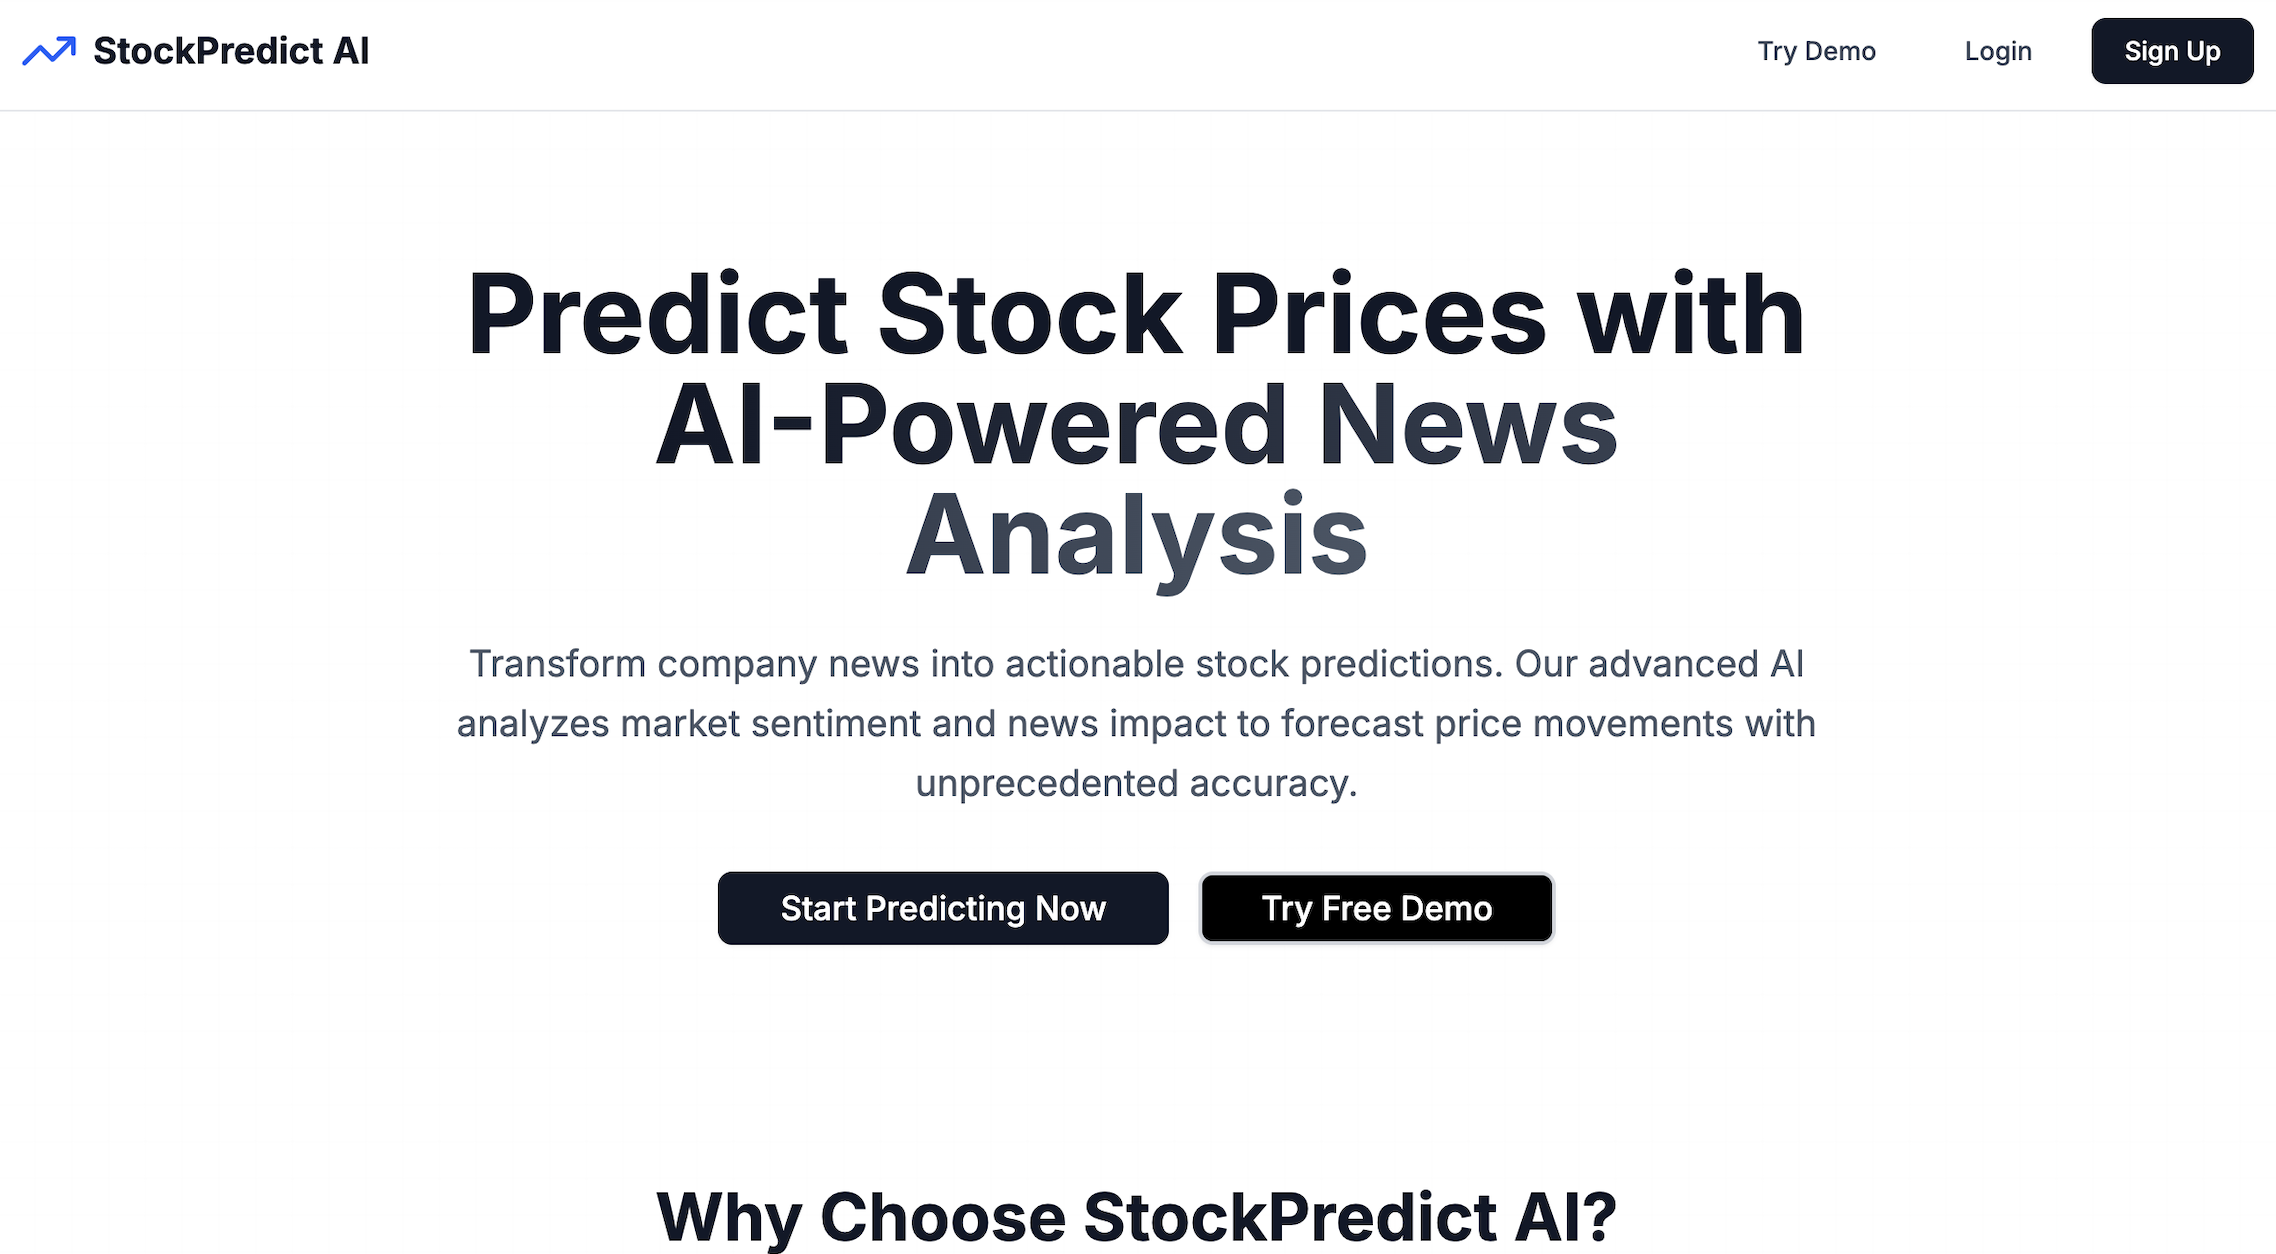 StockPredict AI
Try Demo
Login
Sign Up
Predict Stock Prices with
AI-Powered News
Analysis
Transform company news into actionable stock predictions. Our advanced AI
analyzes market sentiment and news impact to forecast price movements with
unprecedented accuracy.
Start Predicting Now
Try Free Demo
Why Choose StockPredict AI?